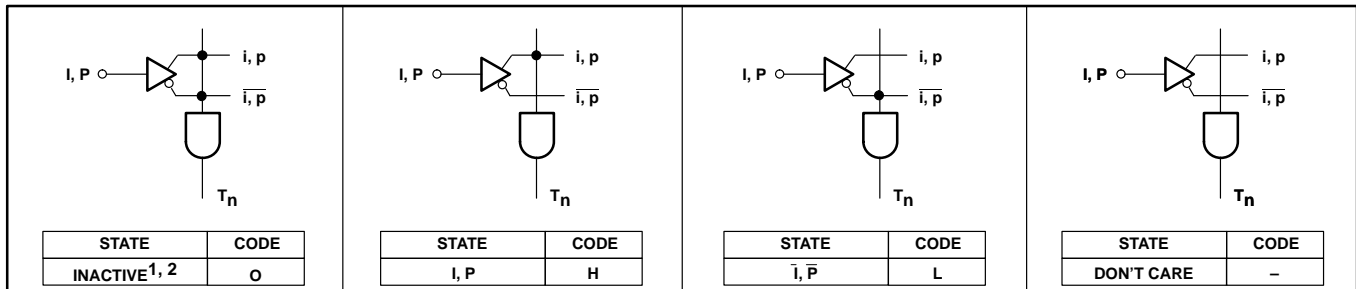 I, P
i, p
i, p
Tn
STATE CODE
INACTIVE1, 2 O
I, P
i, p
i, p
Tn
STATE CODE
I, P H
I, P
i, p
i, p
Tn
STATE CODE
I, P L
I, P
i, p
i, p
Tn
STATE CODE
DON'T CARE –